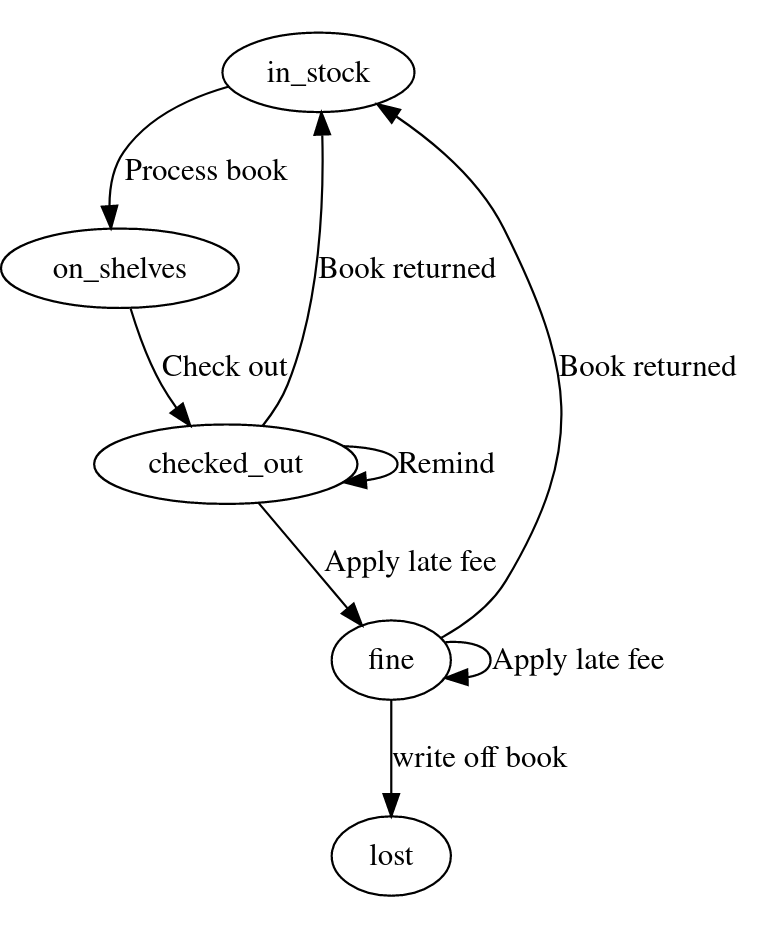 in_stock
Process book
on_shelves
Book returned
Check out
Book returned
checked_out
Remind
Apply late fee
fine
Apply late fee
write off book
lost